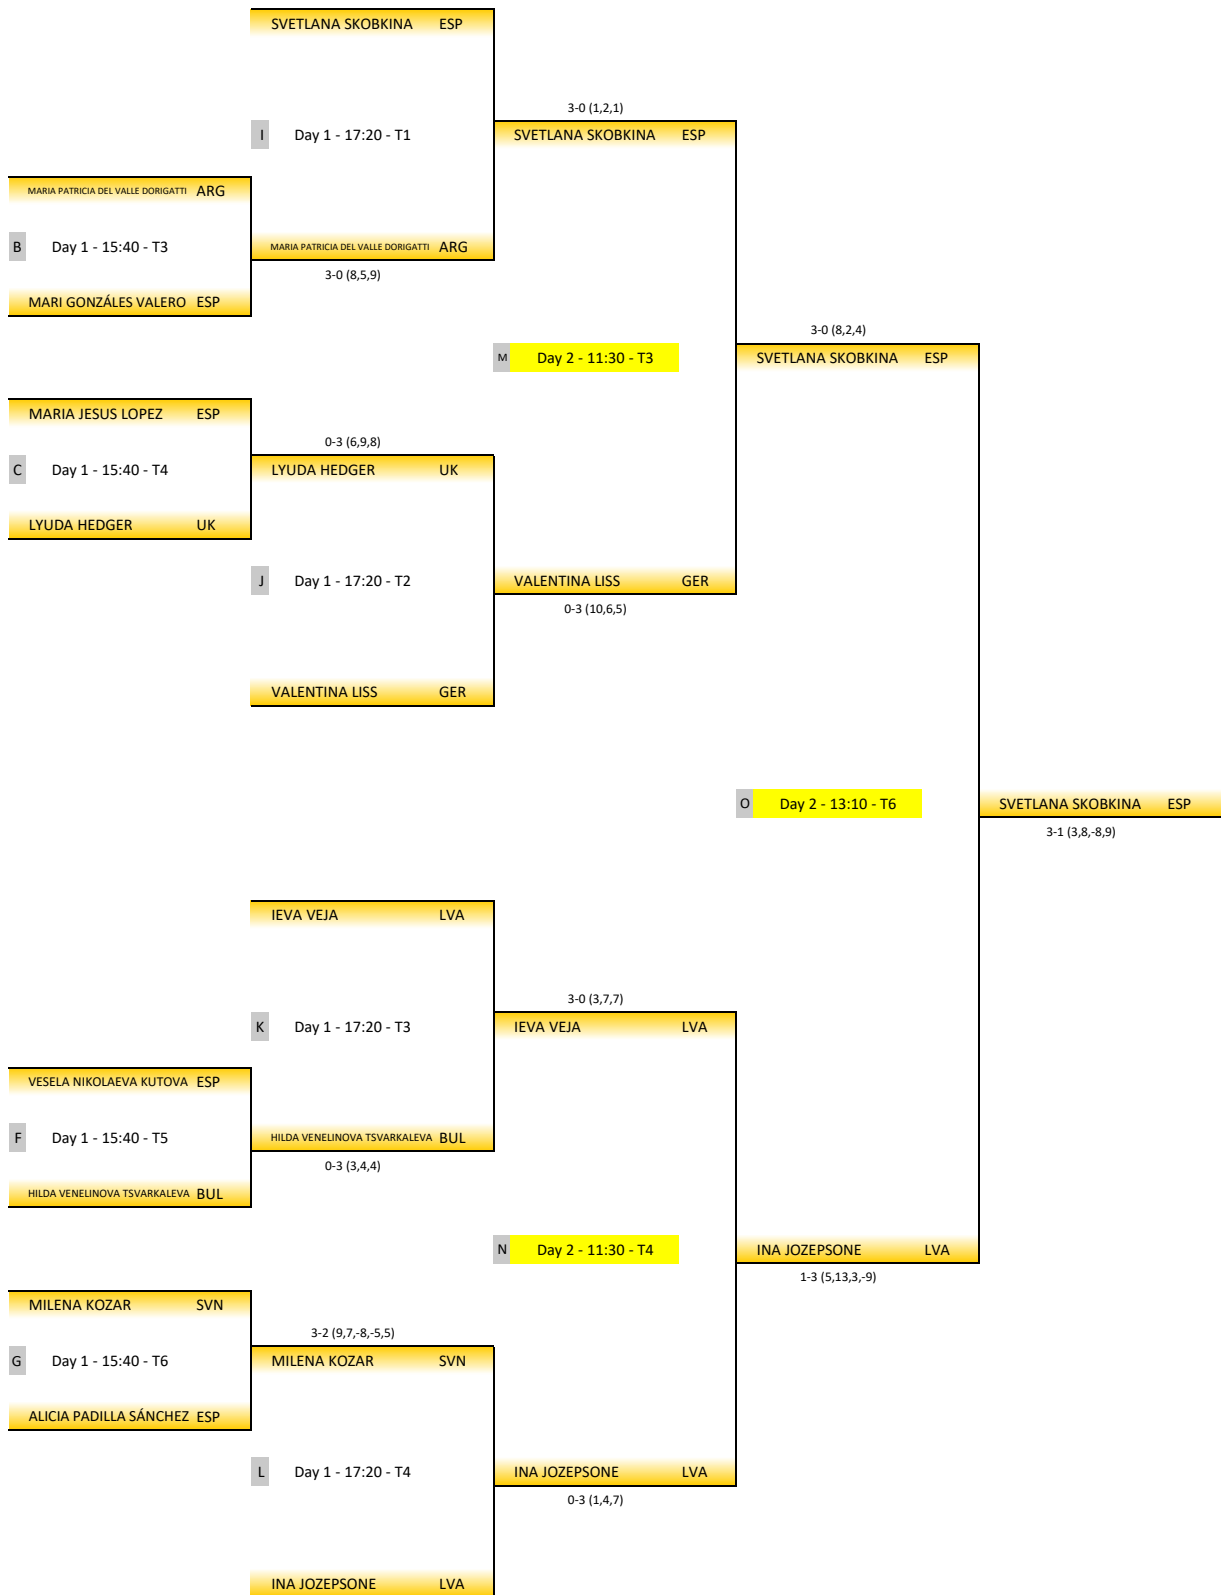 SVETLANA SKOBKINA ESP
3-0 (1,2,1)
I Day 1 - 17:20 - T1
SVETLANA SKOBKINA ESP
MARIA PATRICIA DEL VALLE DORIGATTI ARG
B Day 1 - 15:40 - T3
MARIA PATRICIA DEL VALLE DORIGATTI ARG
3-0 (8,5,9)
MARI GONZÁLES VALERO ESP
3-0 (8,2,4)
M Day 2 - 11:30 - T3
SVETLANA SKOBKINA ESP
MARIA JESUS LOPEZ ESP
0-3 (6,9,8)
C Day 1 - 15:40 - T4
LYUDA HEDGER UK
LYUDA HEDGER UK
J Day 1 - 17:20 - T2
VALENTINA LISS GER
0-3 (10,6,5)
VALENTINA LISS GER
O Day 2 - 13:10 - T6
SVETLANA SKOBKINA ESP
3-1 (3,8,-8,9)
IEVA VEJA LVA
3-0 (3,7,7)
K Day 1 - 17:20 - T3
IEVA VEJA LVA
VESELA NIKOLAEVA KUTOVA ESP
F Day 1 - 15:40 - T5
HILDA VENELINOVA TSVARKALEVA BUL
0-3 (3,4,4)
HILDA VENELINOVA TSVARKALEVA BUL
N Day 2 - 11:30 - T4
INA JOZEPSONE LVA
1-3 (5,13,3,-9)
MILENA KOZAR SVN
3-2 (9,7,-8,-5,5)
G Day 1 - 15:40 - T6
MILENA KOZAR SVN
ALICIA PADILLA SÁNCHEZ ESP
L Day 1 - 17:20 - T4
INA JOZEPSONE LVA
0-3 (1,4,7)
INA JOZEPSONE LVA